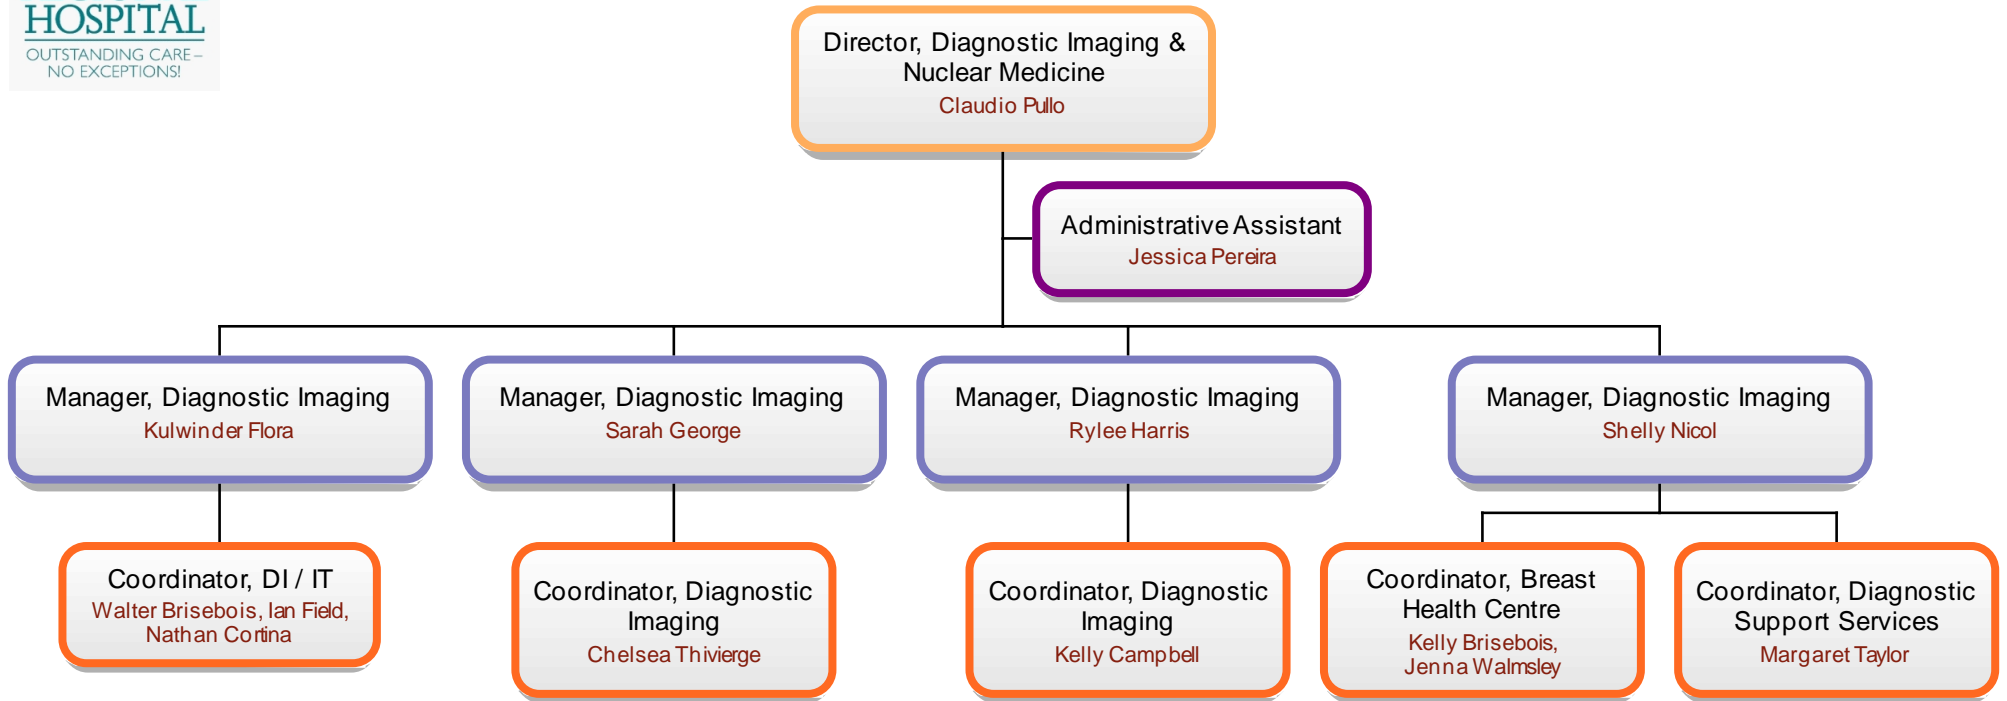 HOSPITAL
OUTSTANDING CARE–
NO EXCEPTIONS!
Director, Diagnostic Imaging &
Nuclear Medicine
Claudio Pullo
Administrative Assistant
Jessica Pereira
Manager, Diagnostic Imaging
Kulwinder Flora
Manager, Diagnostic Imaging
Sarah George
Manager, Diagnostic Imaging
Rylee Harris
Manager, Diagnostic Imaging
Shelly Nicol
Coordinator, DI / IT
Walter Brisebois, Ian Field,
Nathan Cortina
Coordinator, Diagnostic
Imaging
Chelsea Thivierge
Coordinator, Diagnostic
Imaging
Kelly Campbell
Coordinator, Breast
Health Centre
Kelly Brisebois,
Jenna Walmsley
Coordinator, Diagnostic
Support Services
Margaret Taylor